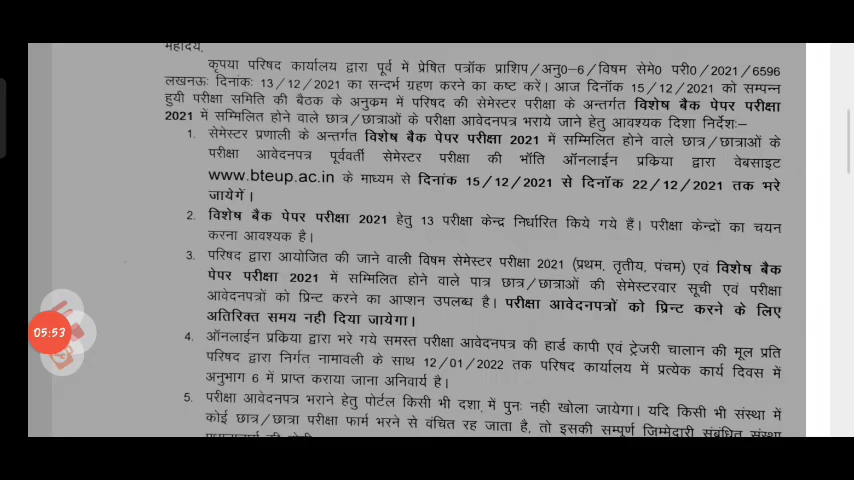 महोदय,
कृपया परिषद कार्यालय द्वारा पूर्व में प्रेषित पत्रॉक प्राशिप/अनु0–6/विषम सेमे0 परी0/2021/6596
लखनऊः दिनांकः 13/12/2021 का सन्दर्भ ग्रहण करने का कष्ट करें। आज दिनॉक 15/12/2021 को सम्पन्न
हुयी परीक्षा समिति की बैठक के अनुक्रम में परिषद की सेमेस्टर परीक्षा के अन्तर्गत विशेष बैक पेपर परीक्षा
2021 में सम्मिलित होने वाले छात्र/छात्राओं के परीक्षा आवेदनपत्र भराये जाने हेतु आवश्यक दिशा निर्देशः–
1. सेमेस्टर प्रणाली के अन्तर्गत विशेष बैक पेपर परीक्षा 2021 में सम्मिलित होने वाले छात्र/छात्राओं के
परीक्षा आवेदनपत्र पूर्ववर्ती सेमेस्टर परीक्षा की भॉति ऑनलाईन प्रकिया द्वारा वेबसाइट
www.bteup.ac.in के माध्यम से दिनांक 15/12/2021 से दिनॉक 22/12/2021 तक भरे
जायेगें।
2. विशेष बैक पेपर परीक्षा 2021 हेतु 13 परीक्षा केन्द्र निर्धारित किये गये हैं। परीक्षा केन्द्रों का चयन
करना आवश्यक है।
3. परिषद द्वारा आयोजित की जाने वाली विषम सेमेस्टर परीक्षा 2021 (प्रथम, तृतीय, पंचम) एवं विशेष बैक
पेपर परीक्षा 2021 में सम्मिलित होने वाले पात्र छात्र/छात्राओं की सेमेस्टरवार सूची एवं परीक्षा
आवेदनपत्रों को प्रिन्ट करने का आप्शन उपलब्ध है। परीक्षा आवेदनपत्रों को प्रिन्ट करने के लिए
अतिरिक्त समय नही दिया जायेगा।
4. ऑनलाईन प्रकिया द्वारा भरे गये समस्त परीक्षा आवेदनपत्र की हार्ड कापी एवं ट्रेजरी चालान की मूल प्रति
परिषद द्वारा निर्गत नामावली के साथ 12/01/2022 तक परिषद कार्यालय में प्रत्येक कार्य दिवस में
अनुभाग 6 में प्राप्त कराया जाना अनिवार्य है।
5. परीक्षा आवेदनपत्र भराने हेतु पोर्टल किसी भी दशा में पुनः नही खोला जायेगा। यदि किसी भी संस्था में
कोई छात्र/छात्रा परीक्षा फार्म भरने से वंचित रह जाता है, तो इसकी सम्पूर्ण जिम्मेदारी संबंधित संस्था
05:53